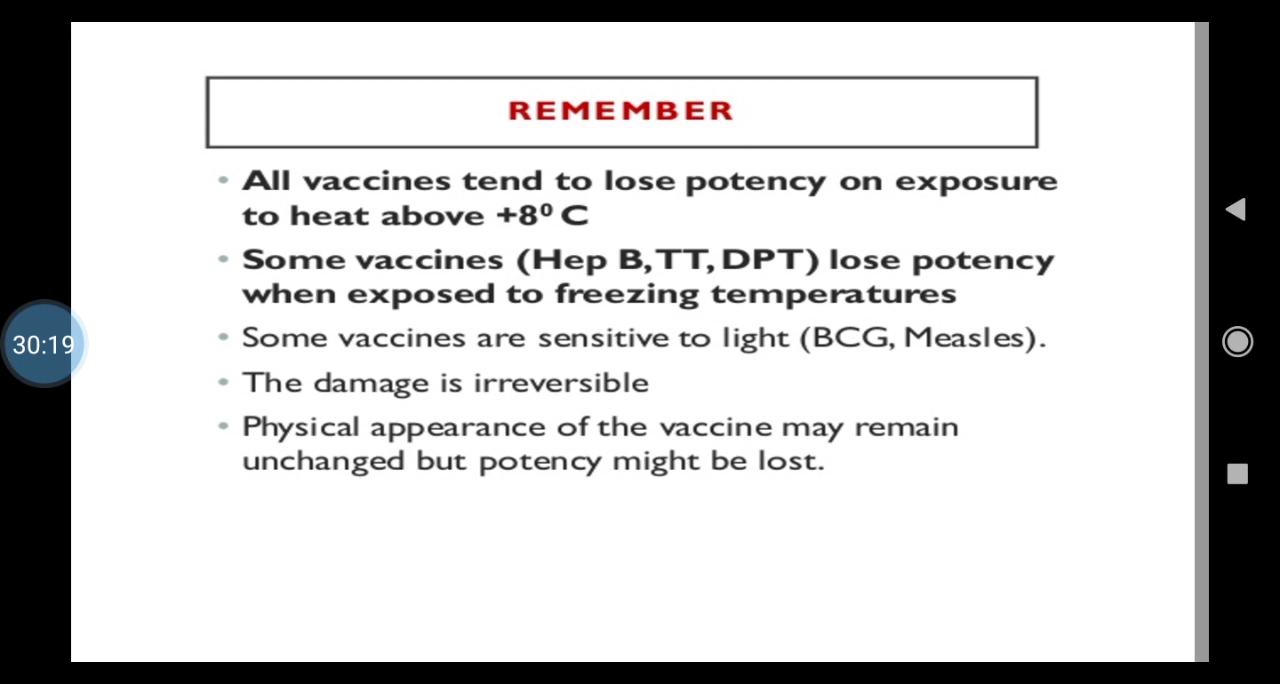 REMEMBER
• All vaccines tend to lose potency on exposure
to heat above +8⁰ C
• Some vaccines (Hep B, TT, DPT) lose potency
when exposed to freezing temperatures
• Some vaccines are sensitive to light (BCG, Measles).
• The damage is irreversible
• Physical appearance of the vaccine may remain
unchanged but potency might be lost.
30:19